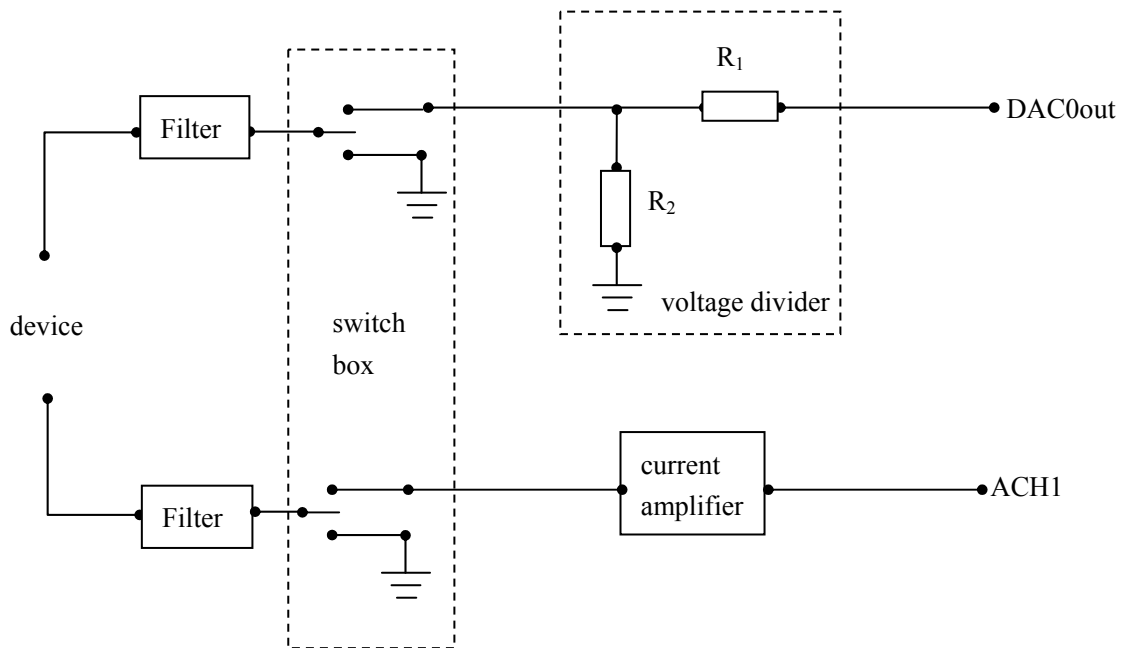 R₁
Filter
DAC0out
R₂
voltage divider
device
switch
box
current
amplifier
ACH1
Filter